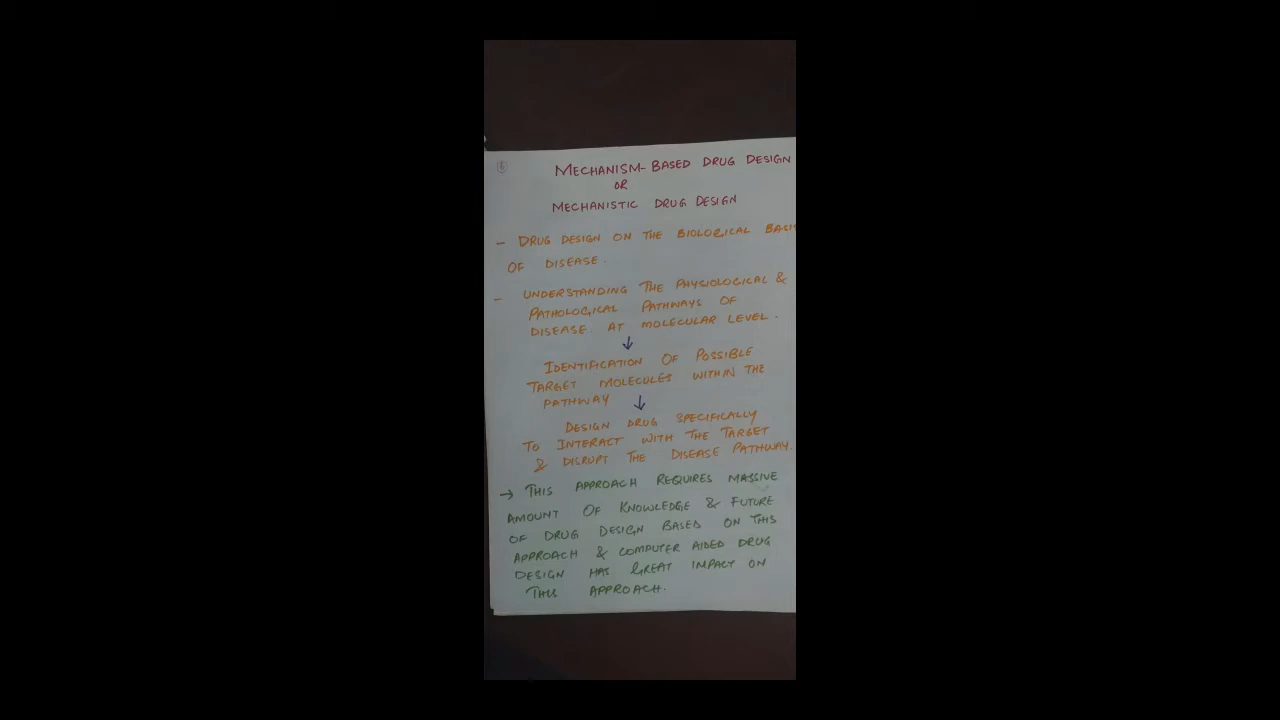 6
MECHANISM-BASED DRUG DESIGN
OR
MECHANISTIC DRUG DESIGN
- DRUG DESIGN ON THE BIOLOGICAL BASIS
OF DISEASE.
- UNDERSTANDING THE PHYSIOLOGICAL &
PATHOLOGICAL PATHWAYS OF
DISEASE AT MOLECULAR LEVEL.
↓
IDENTIFICATION OF POSSIBLE
TARGET MOLECULES WITHIN THE
PATHWAY
↓
DESIGN DRUG SPECIFICALLY
TO INTERACT WITH THE TARGET
& DISRUPT THE DISEASE PATHWAY.
→ THIS APPROACH REQUIRES MASSIVE
AMOUNT OF KNOWLEDGE & FUTURE
OF DRUG DESIGN BASED ON THIS
APPROACH & COMPUTER AIDED DRUG
DESIGN HAS GREAT IMPACT ON
THIS APPROACH.